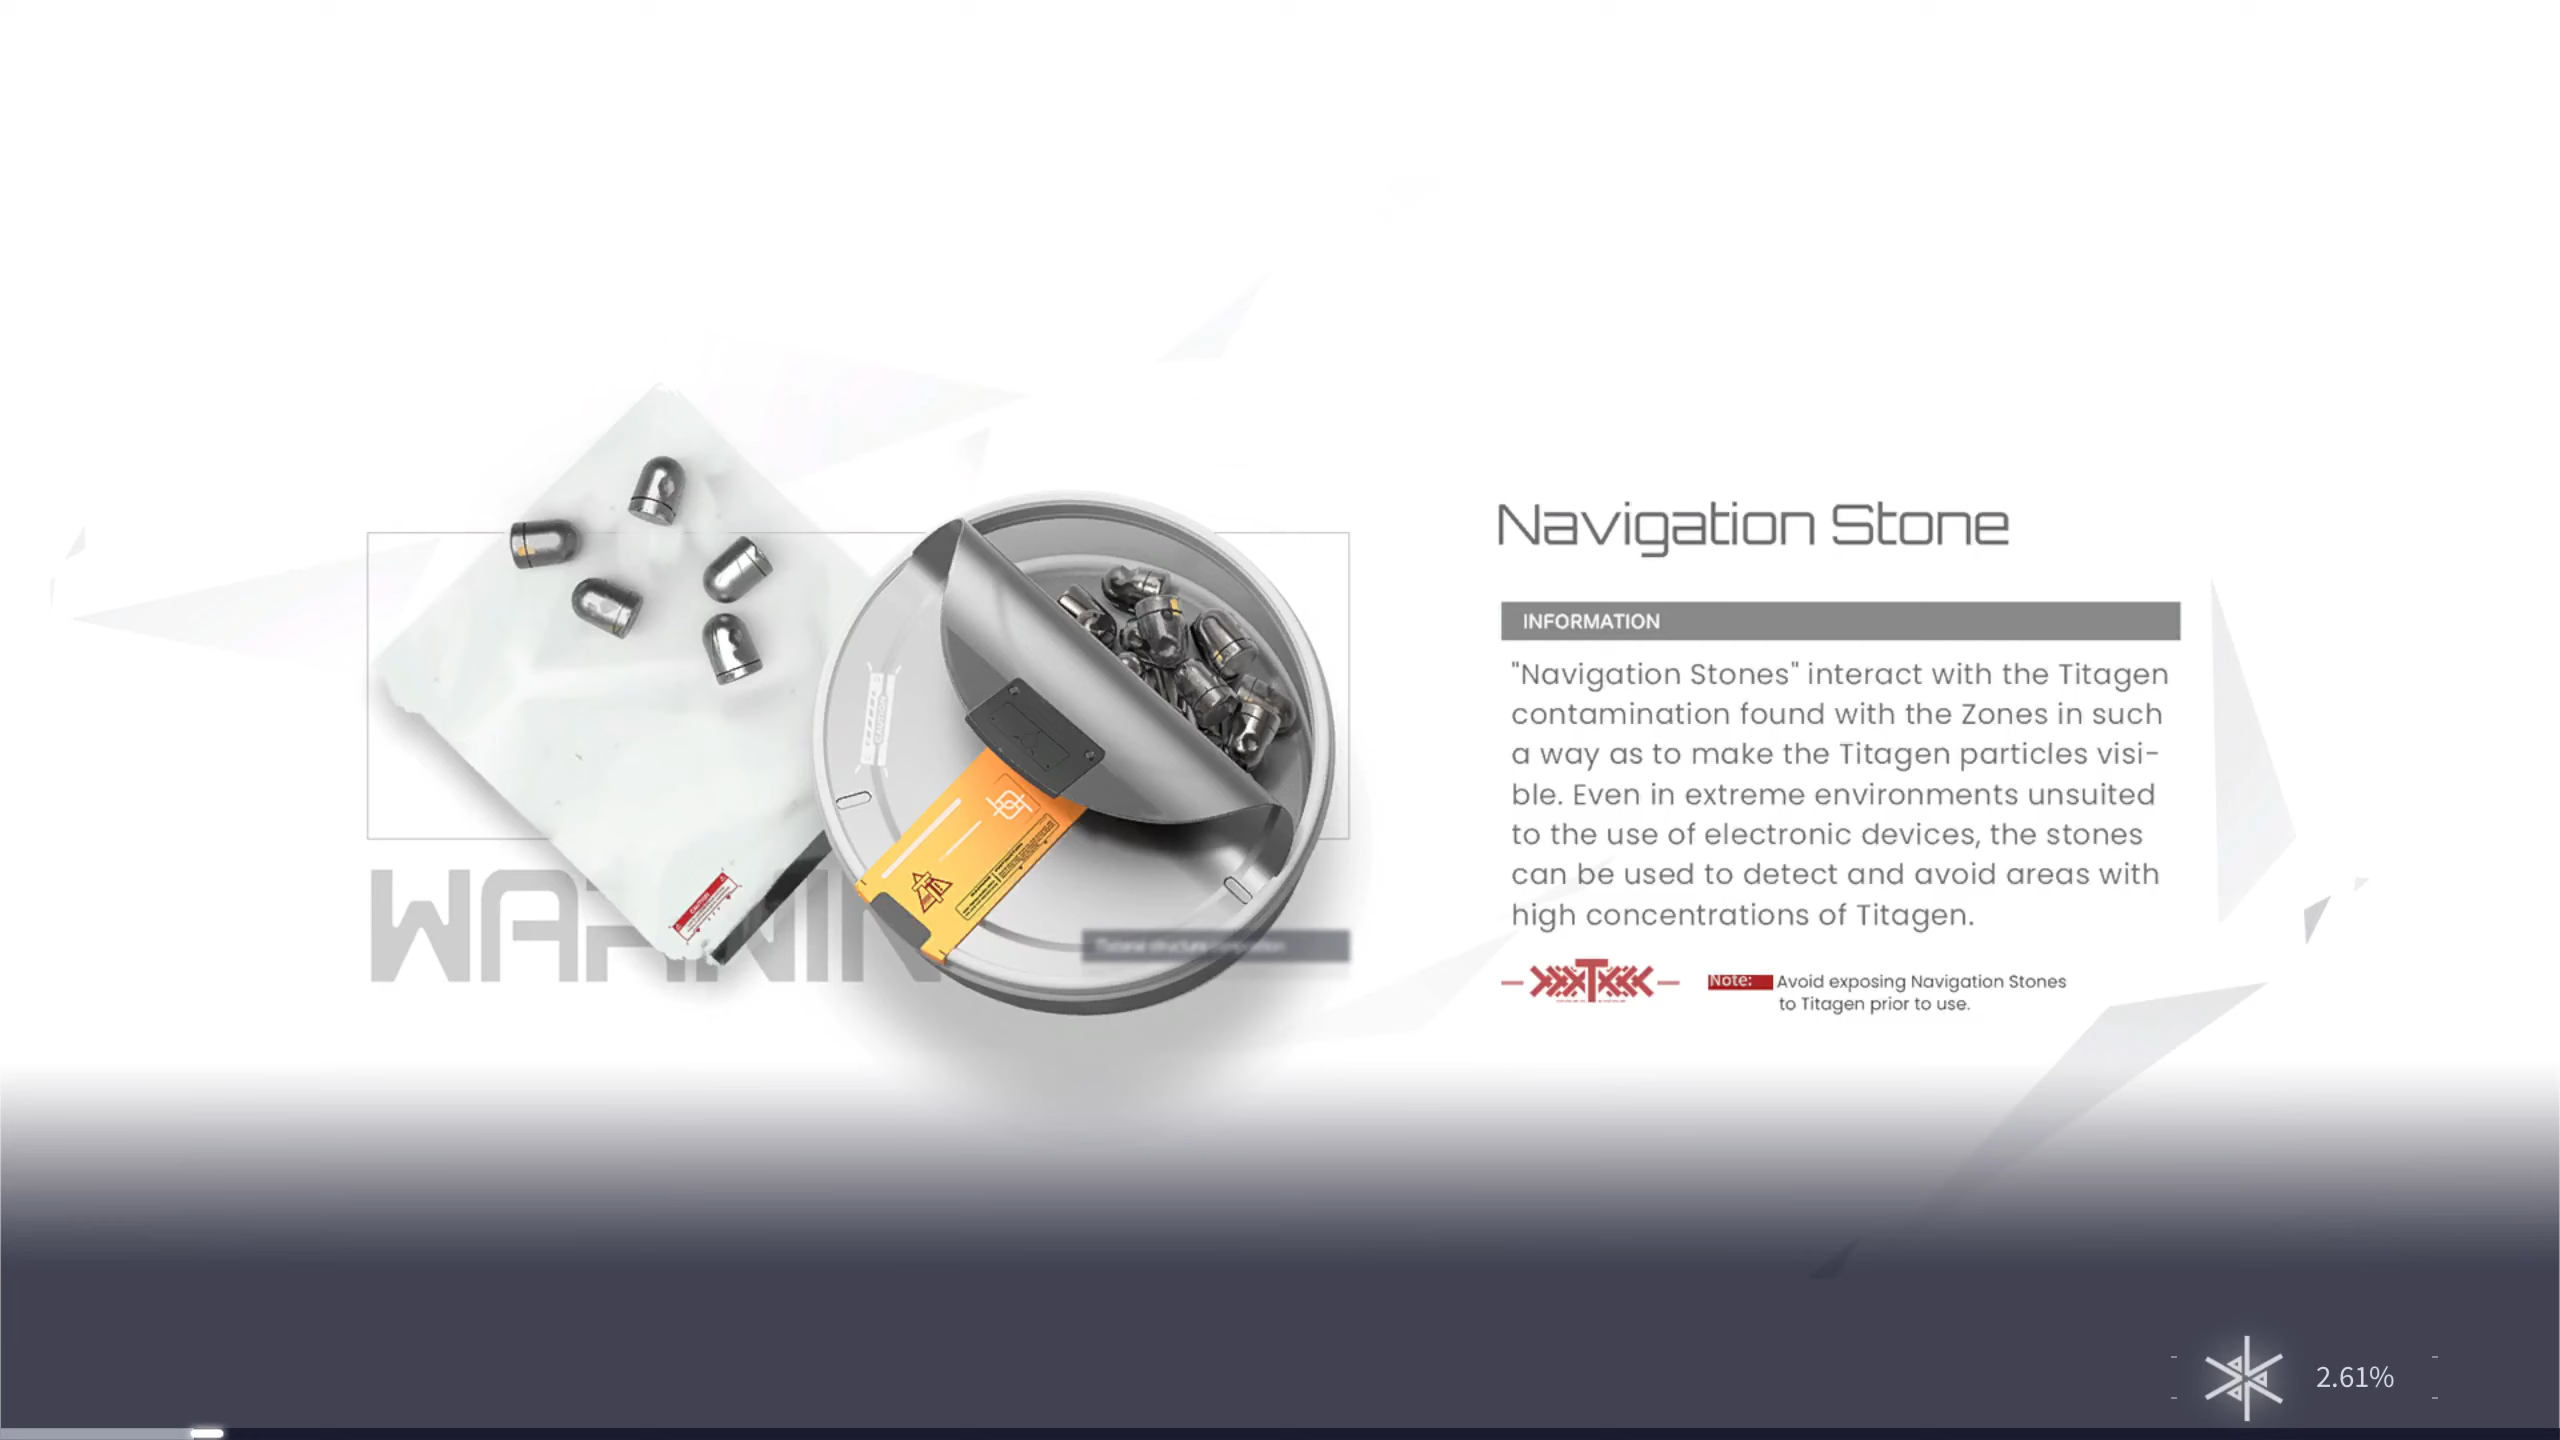 Navigation Stone
INFORMATION
"Navigation Stones" interact with the Titagen
contamination found with the Zones in such
a way as to make the Titagen particles visi-
ble. Even in extreme environments unsuited
to the use of electronic devices, the stones
can be used to detect and avoid areas with
high concentrations of Titagen.
Note: Avoid exposing Navigation Stones
to Titagen prior to use.
CAUTION
CAUTION
2.61%